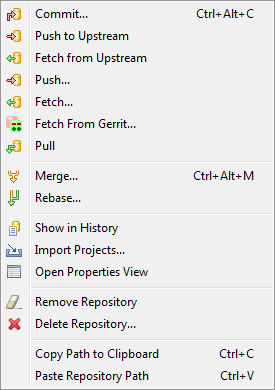 Commit... Ctrl+Alt+C
Push to Upstream
Fetch from Upstream
Push...
Fetch...
Fetch From Gerrit...
Pull
Merge... Ctrl+Alt+M
Rebase...
Show in History
Import Projects...
Open Properties View
Remove Repository
Delete Repository...
Copy Path to Clipboard Ctrl+C
Paste Repository Path Ctrl+V